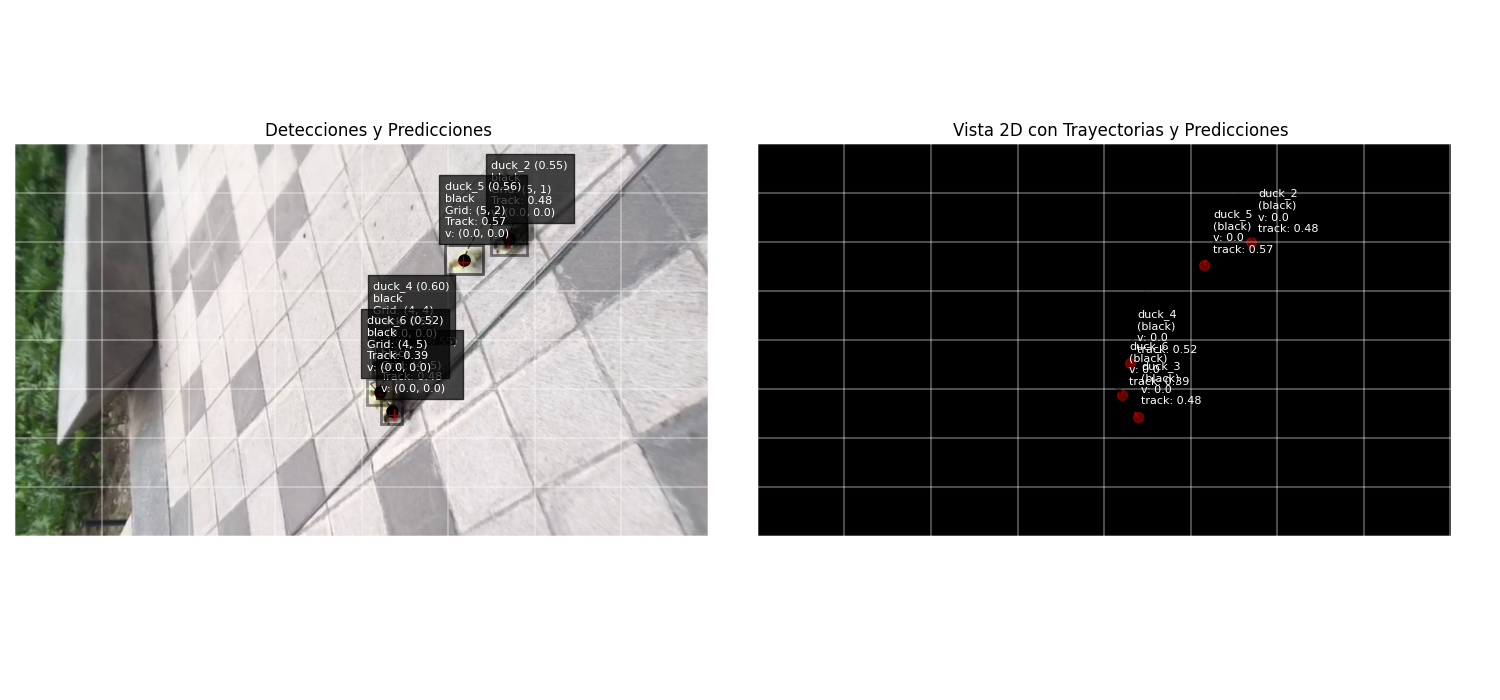 Detecciones y Predicciones
duck_2 (0.55)
black
5, 1)
Track: 0.48
0.0)
duck_5 (0.56)
black
Grid: (5, 2)
Track: 0.57
v: (0.0, 0.0)
duck_4 (0.60)
black
Grid: (4, 4)
0.0)
duck_6 (0.52)
black
Grid: (4, 5)
Track: 0.39
v: (0.0, 0.0)
Track: 0.48
v: (0.0, 0.0)
Vista 2D con Trayectorias y Predicciones
duck_2
(black)
v: 0.0
track: 0.48
duck_5
(black)
v: 0.0
track: 0.57
duck_4
(black)
v: 0.0
track: 0.52
duck_6
(black)
v: 0.0
track: 0.39
duck_3
(black)
v: 0.0
track: 0.48